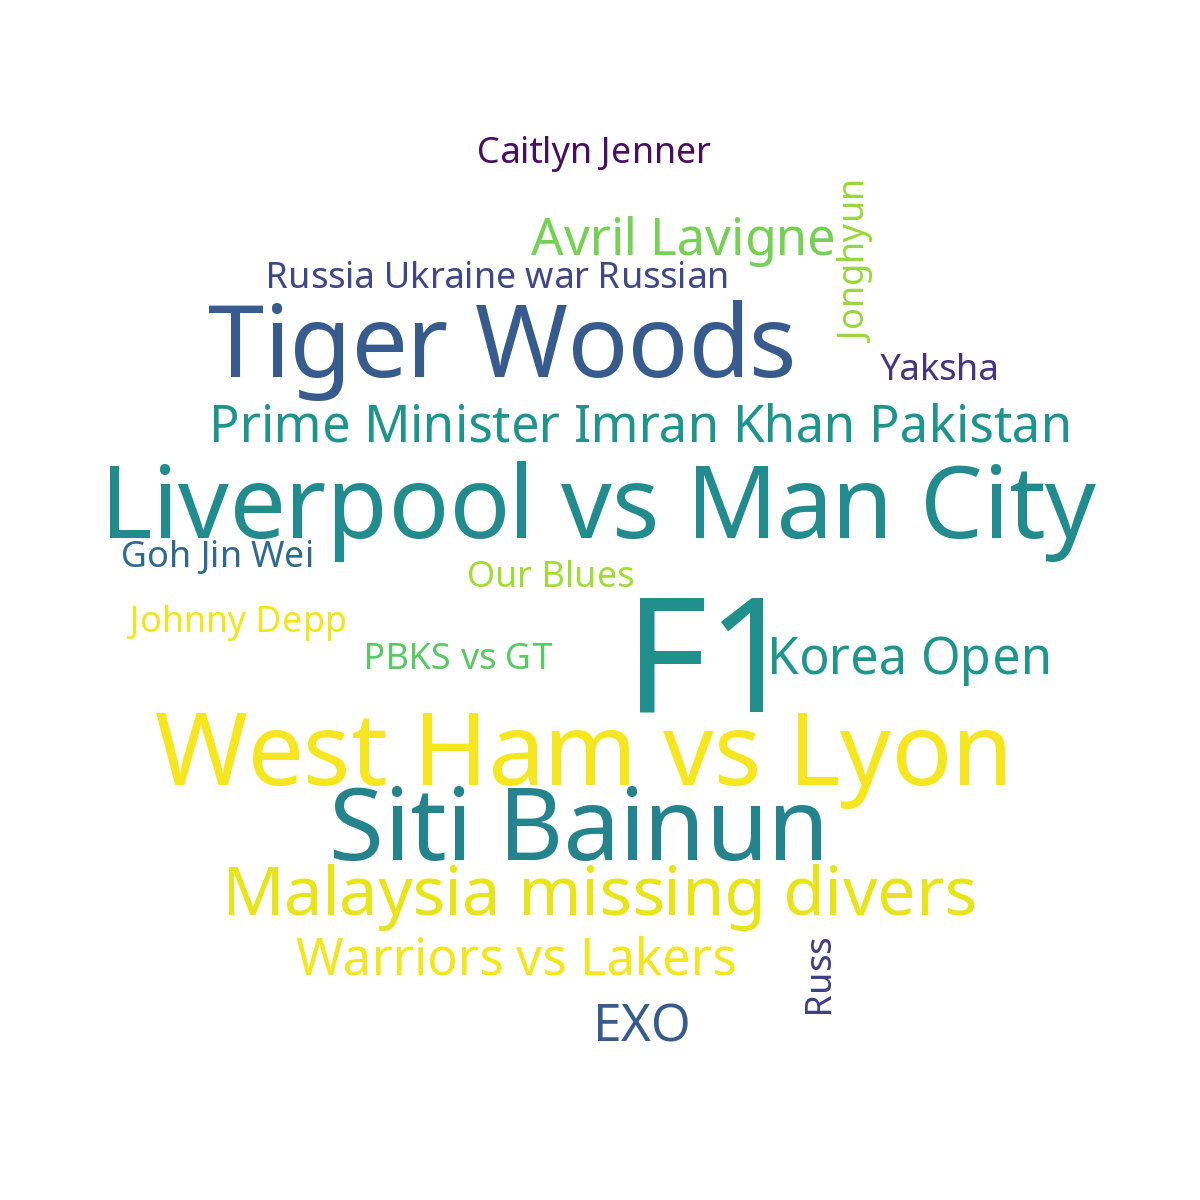 Caitlyn Jenner
Avril Lavigne
Jonghyun
Russia Ukraine war Russian
Tiger Woods
Yaksha
Prime Minister Imran Khan Pakistan
Liverpool vs Man City
Goh Jin Wei
Our Blues
Johnny Depp
F1
PBKS vs GT
Korea Open
West Ham vs Lyon
Siti Bainun
Malaysia missing divers
Warriors vs Lakers
Russ
EXO